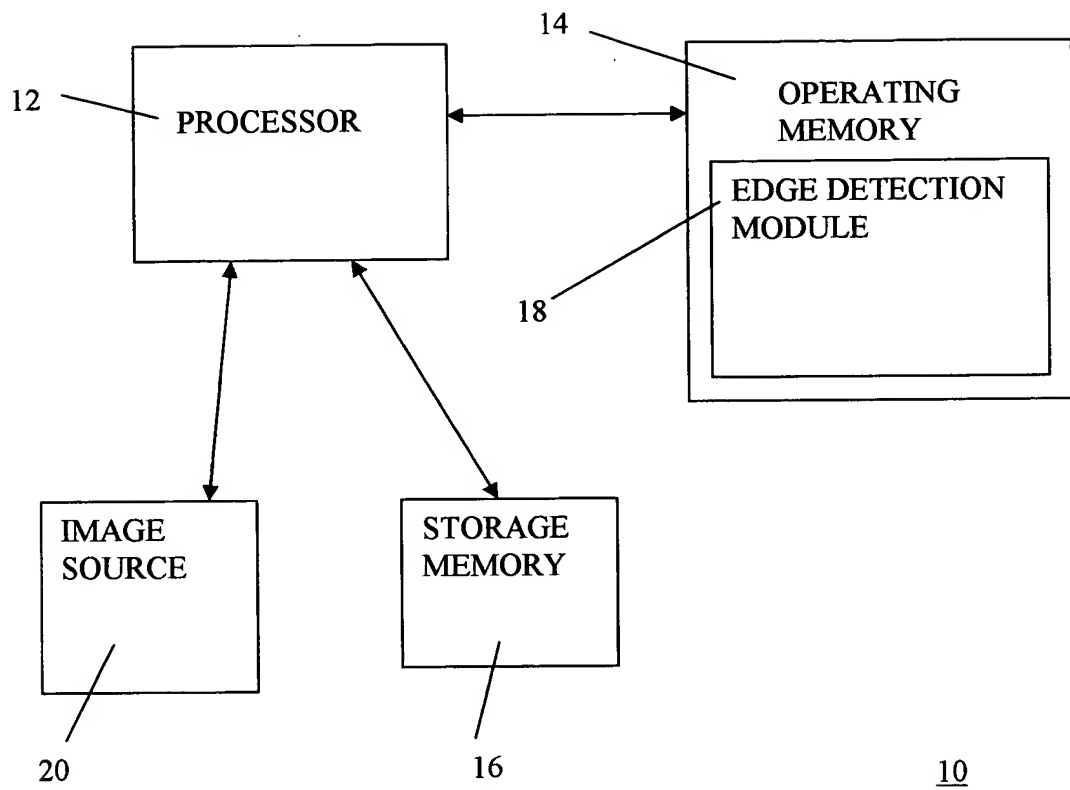 14
12
PROCESSOR
OPERATING
MEMORY
EDGE DETECTION
MODULE
18
IMAGE
SOURCE
STORAGE
MEMORY
20
16
10